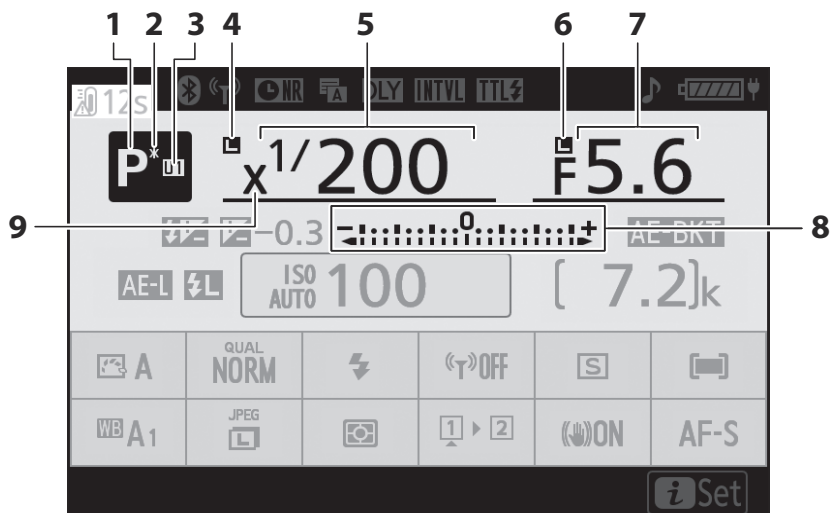 1 2 3 4 5 6 7
12s NR A DLY INTVL TTL
P* U1 L x1/200 L F5.6
9 −0.3 − 0 + AE-BKT 8
AE-L L ISO AUTO 100 [ 7.2]k
A QUAL NORM (T)OFF S
WB A1 JPEG L 1 2 ON AF-S
i Set